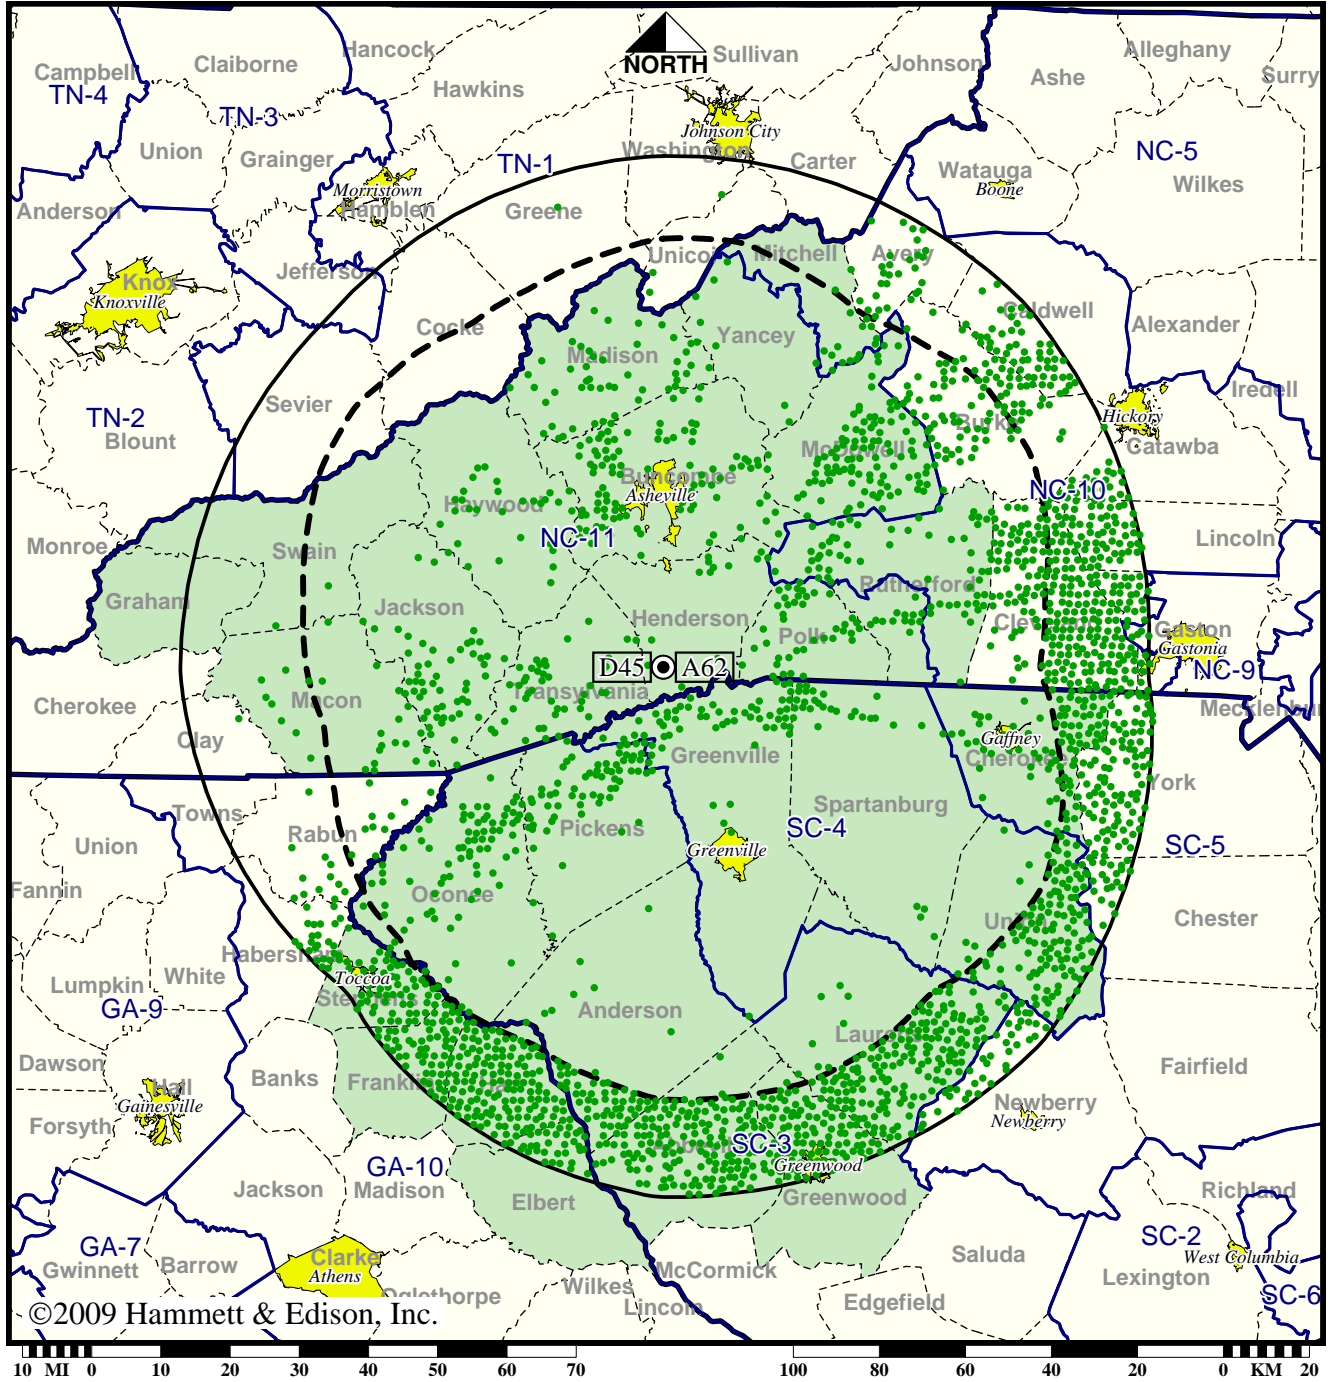 Hancock
Sullivan
Alleghany
Johnson
Campbell
Claiborne
NORTH
Ashe
Surry
TN-4
Hawkins
TN-3
Johnson City
Union
Grainger
Washington
TN-1
Carter
NC-5
Watauga
Boone
Wilkes
Morristown
Hamblen
Anderson
Greene
Unicoi
Mitchell
Avery
Jefferson
Knox
Knoxville
Caldwell
Cocke
Yancey
Alexander
Madison
Iredell
Sevier
TN-2
Blount
Hickory
Burke
Catawba
McDowell
Buncombe
Asheville
Haywood
NC-10
NC-11
Lincoln
Monroe
Swain
Rutherford
Graham
Jackson
Henderson
Cleveland
Gaston
Gastonia
Polk
D45 A62
NC-9
Transylvania
Macon
Cherokee
Mecklenbur
Clay
Gaffney
Cherokee
Greenville
York
Spartanburg
Towns
SC-4
Pickens
Rabun
Union
SC-5
Greenville
Fannin
Oconee
Chester
Union
Habersham
White
Toccoa
Lumpkin
Stephens
GA-9
Anderson
Laurens
Dawson
Fairfield
Banks
Franklin
Hart
Hall
Gainesville
Newberry
Newberry
Forsyth
Abbeville
SC-3
Greenwood
GA-10
Jackson
Madison
Elbert
Greenwood
Richland
SC-2
GA-7
West Columbia
Gwinnett
Barrow
Clarke
Athens
Saluda
McCormick
Lexington
Wilkes
Oglethorpe
Lincoln
Edgefield
SC-6
©2009 Hammett & Edison, Inc.
10 MI 0 10 20 30 40 50 60 70 100 80 60 40 20 0 KM 20